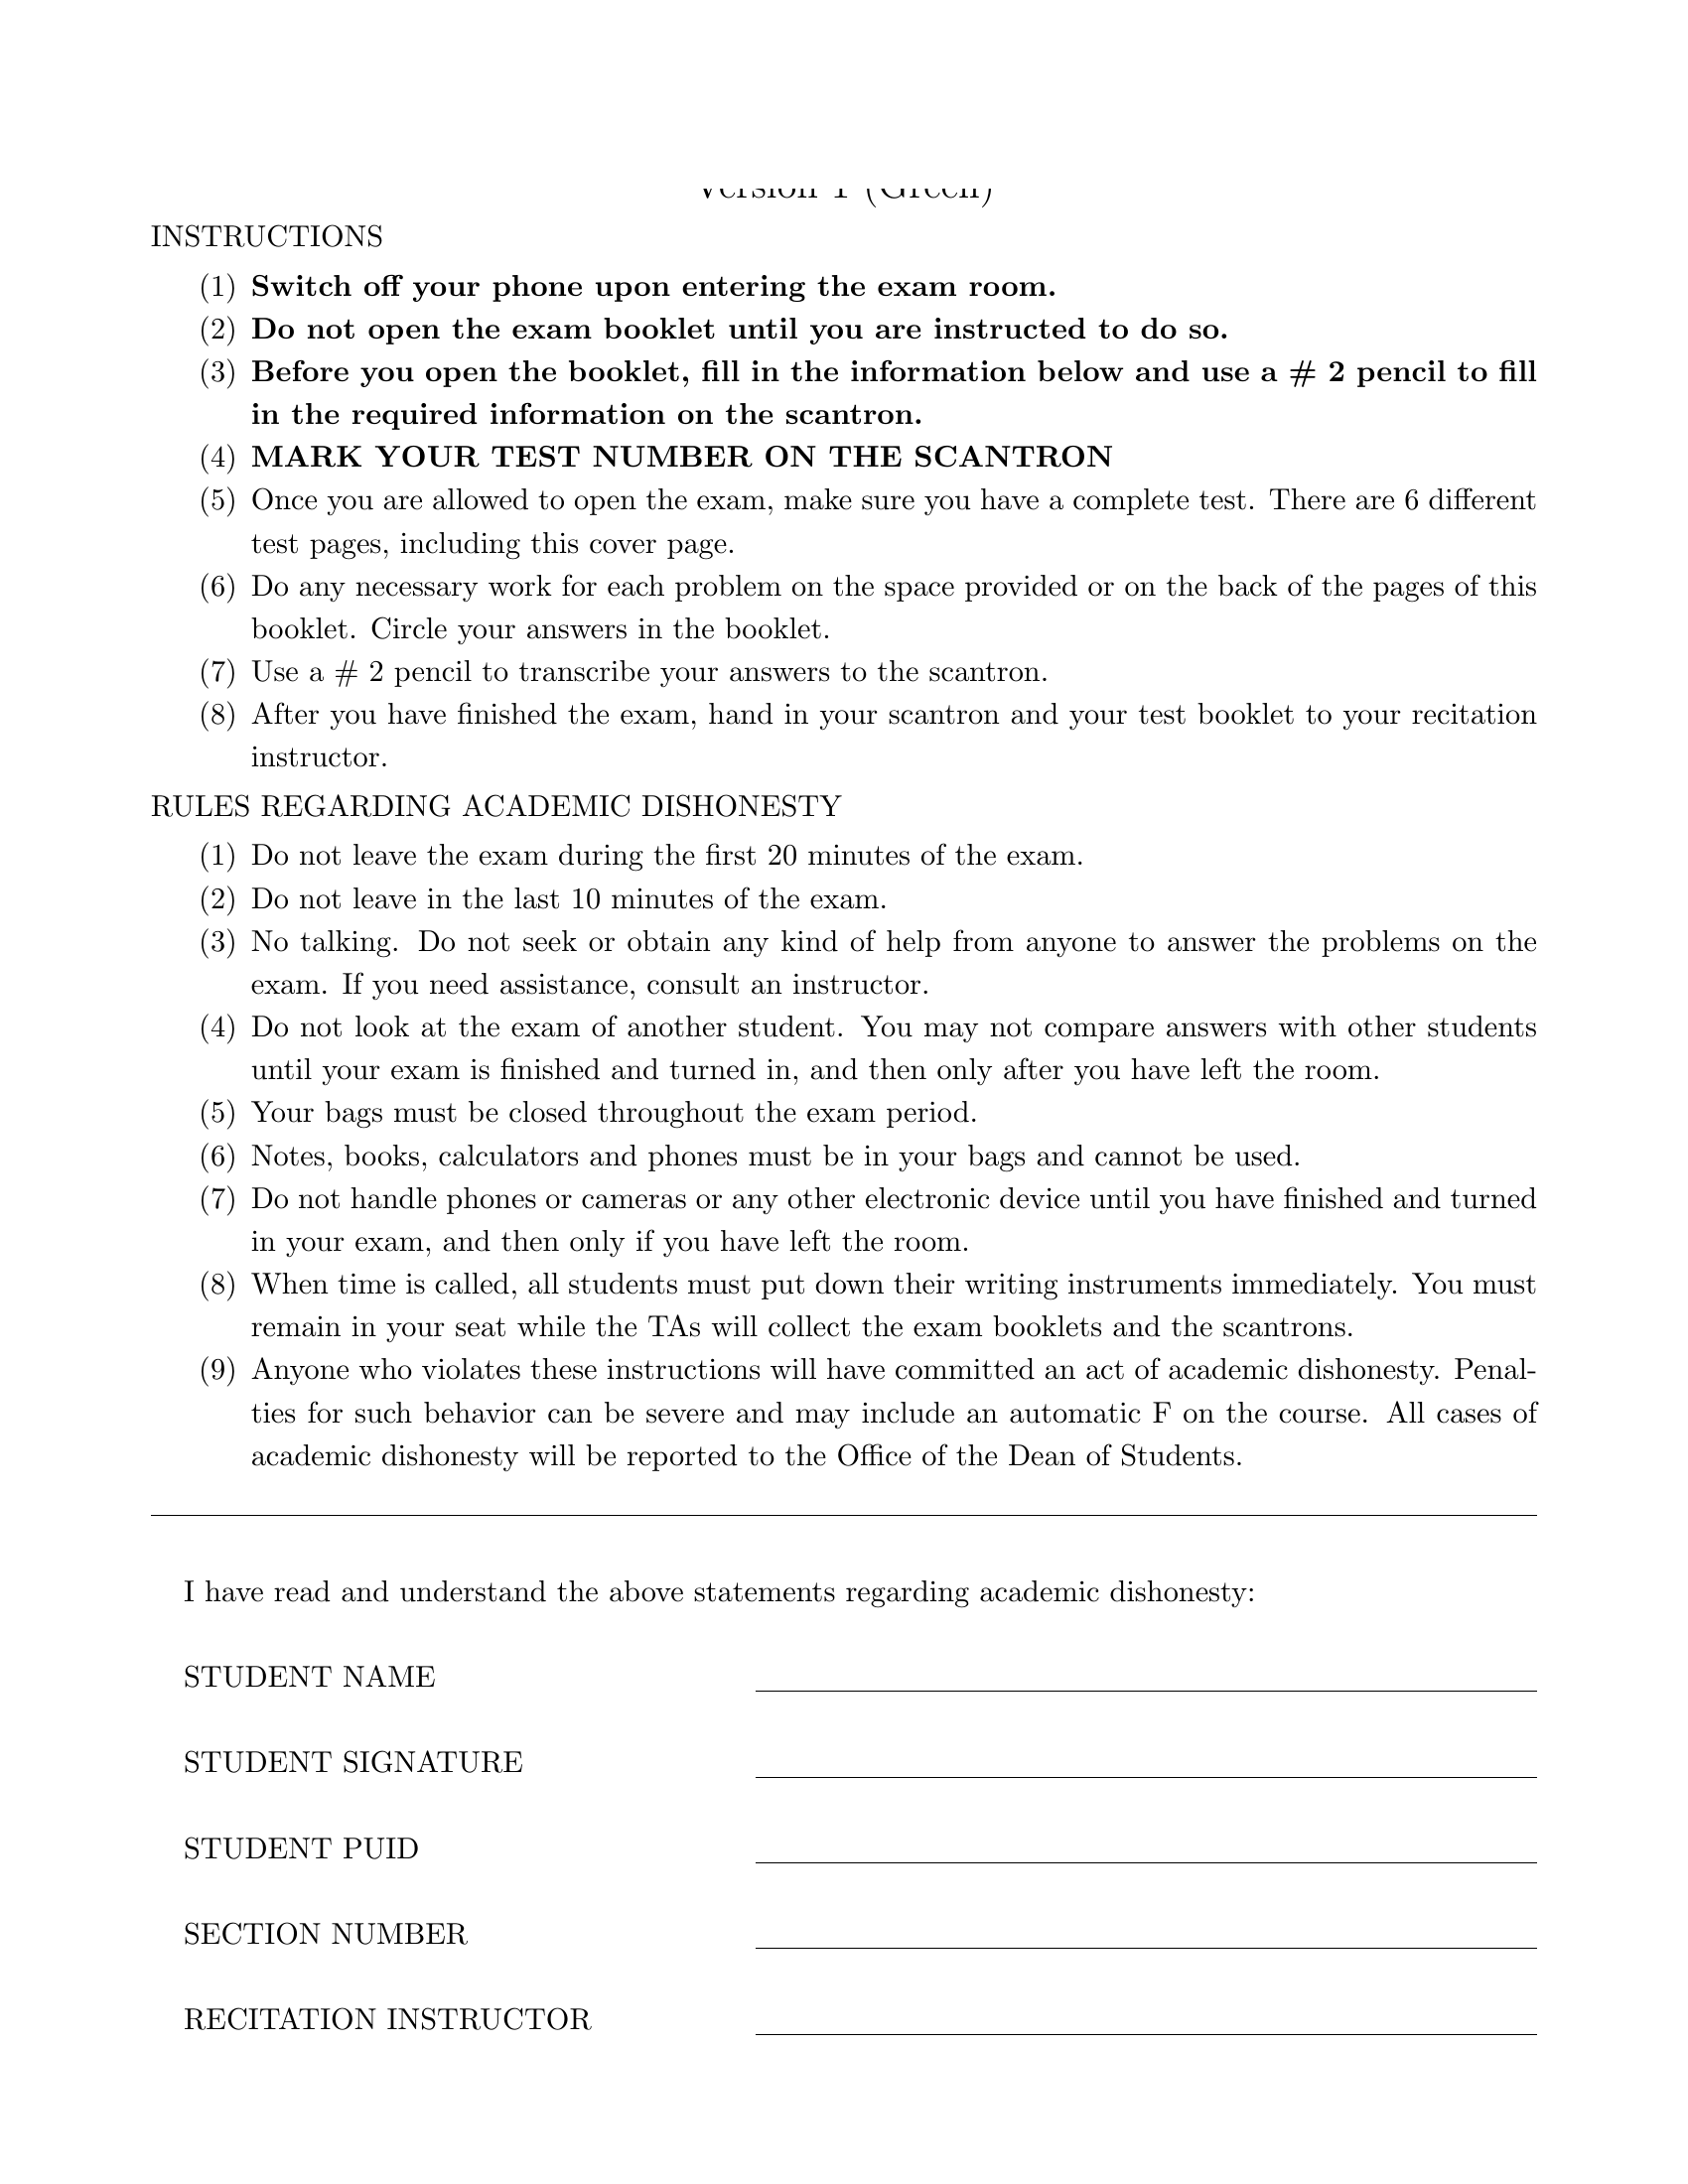 Version 1 (Green)
INSTRUCTIONS
(1) Switch off your phone upon entering the exam room.
(2) Do not open the exam booklet until you are instructed to do so.
(3) Before you open the booklet, fill in the information below and use a # 2 pencil to fill
in the required information on the scantron.
(4) MARK YOUR TEST NUMBER ON THE SCANTRON
(5) Once you are allowed to open the exam, make sure you have a complete test. There are 6 different
test pages, including this cover page.
(6) Do any necessary work for each problem on the space provided or on the back of the pages of this
booklet. Circle your answers in the booklet.
(7) Use a # 2 pencil to transcribe your answers to the scantron.
(8) After you have finished the exam, hand in your scantron and your test booklet to your recitation
instructor.
RULES REGARDING ACADEMIC DISHONESTY
(1) Do not leave the exam during the first 20 minutes of the exam.
(2) Do not leave in the last 10 minutes of the exam.
(3) No talking. Do not seek or obtain any kind of help from anyone to answer the problems on the
exam. If you need assistance, consult an instructor.
(4) Do not look at the exam of another student. You may not compare answers with other students
until your exam is finished and turned in, and then only after you have left the room.
(5) Your bags must be closed throughout the exam period.
(6) Notes, books, calculators and phones must be in your bags and cannot be used.
(7) Do not handle phones or cameras or any other electronic device until you have finished and turned
in your exam, and then only if you have left the room.
(8) When time is called, all students must put down their writing instruments immediately. You must
remain in your seat while the TAs will collect the exam booklets and the scantrons.
(9) Anyone who violates these instructions will have committed an act of academic dishonesty. Penal-
ties for such behavior can be severe and may include an automatic F on the course. All cases of
academic dishonesty will be reported to the Office of the Dean of Students.
I have read and understand the above statements regarding academic dishonesty:
STUDENT NAME
STUDENT SIGNATURE
STUDENT PUID
SECTION NUMBER
RECITATION INSTRUCTOR